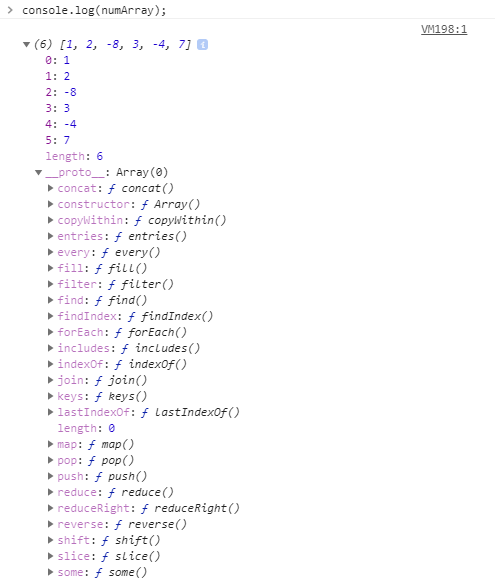 console.log(numArray);
VM198:1
(6) [1, 2, -8, 3, -4, 7] i
0: 1
1: 2
2: -8
3: 3
4: -4
5: 7
length: 6
__proto__: Array(0)
concat: ƒ concat()
constructor: ƒ Array()
copyWithin: ƒ copyWithin()
entries: ƒ entries()
every: ƒ every()
fill: ƒ fill()
filter: ƒ filter()
find: ƒ find()
findIndex: ƒ findIndex()
forEach: ƒ forEach()
includes: ƒ includes()
indexOf: ƒ indexOf()
join: ƒ join()
keys: ƒ keys()
lastIndexOf: ƒ lastIndexOf()
length: 0
map: ƒ map()
pop: ƒ pop()
push: ƒ push()
reduce: ƒ reduce()
reduceRight: ƒ reduceRight()
reverse: ƒ reverse()
shift: ƒ shift()
slice: ƒ slice()
some: ƒ some()